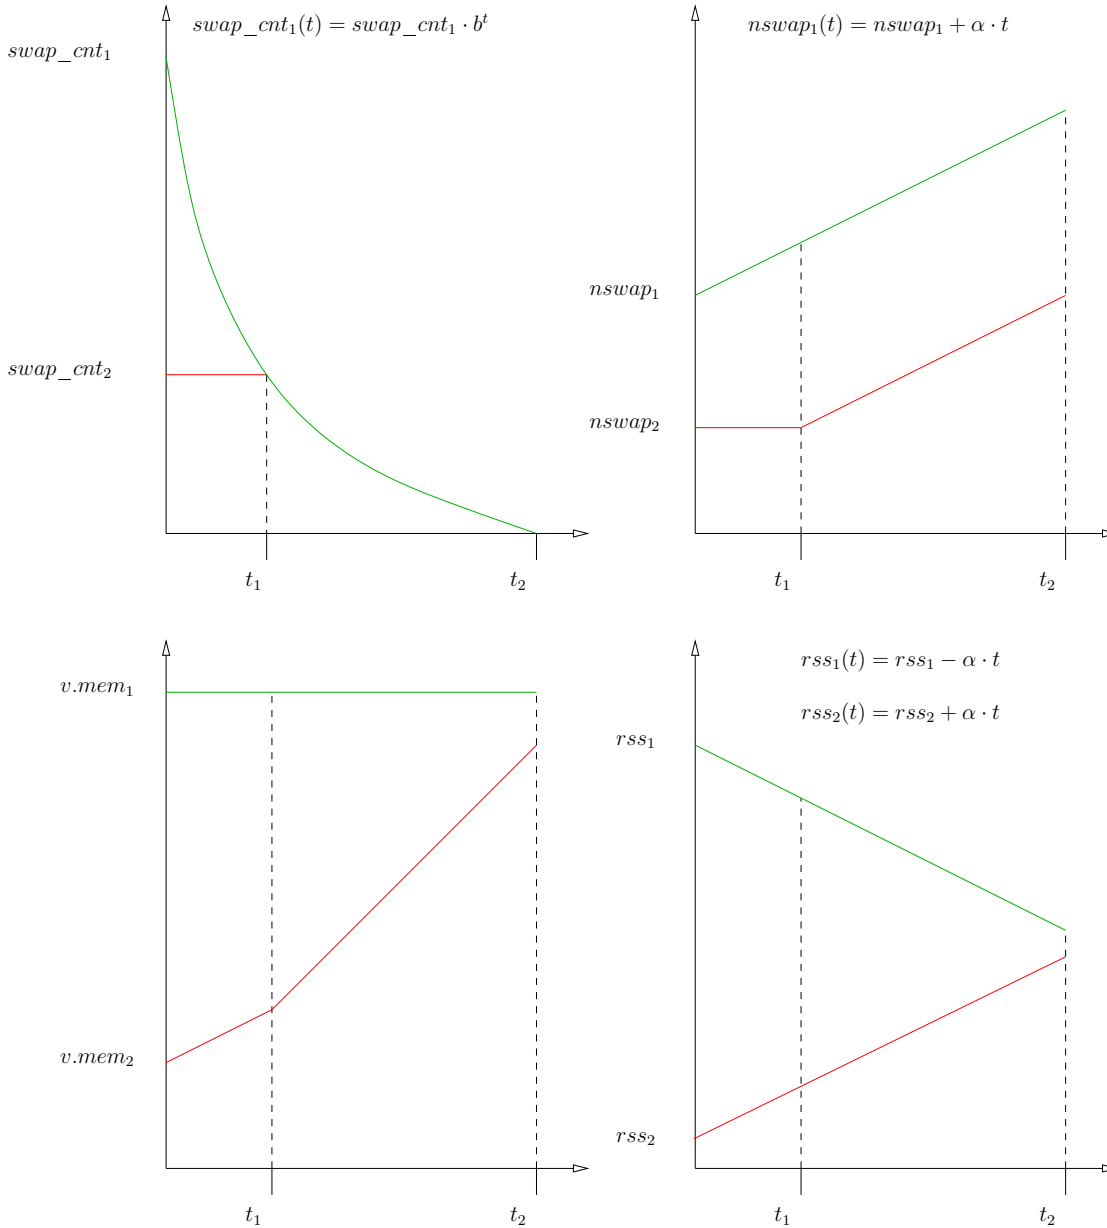 swap_cnt₁(t) = swap_cnt₁ · bᵗ
swap_cnt₁
swap_cnt₂
t₁
t₂
nswap₁(t) = nswap₁ + α · t
nswap₁
nswap₂
t₁
t₂
v.mem₁
v.mem₂
t₁
t₂
rss₁(t) = rss₁ − α · t
rss₂(t) = rss₂ + α · t
rss₁
rss₂
t₁
t₂